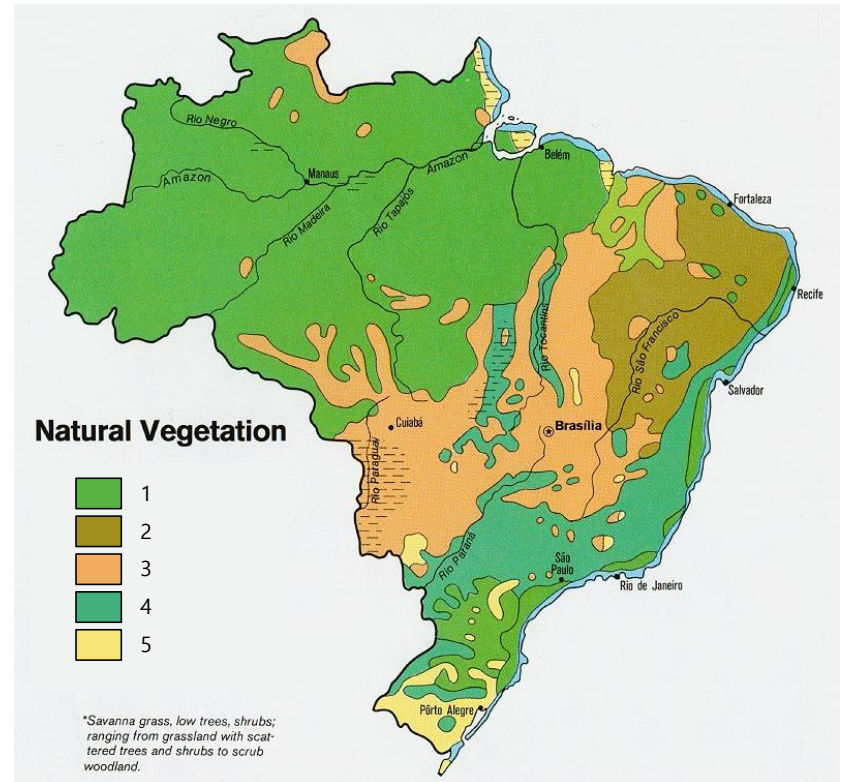 Rio Negro
Amazon
Manaus
Amazon
Belém
Rio Madeira
Rio Tapajós
Fortaleza
Recife
Rio Tocantins
Rio São Francisco
Salvador
Cuiabá
Brasília
Natural Vegetation
Rio Paraguai
1
2
3
4
5
Rio Paraná
São
Paulo
Rio de Janeiro
Pôrto Alegre
*Savanna grass, low trees, shrubs;
ranging from grassland with scat-
tered trees and shrubs to scrub
woodland.